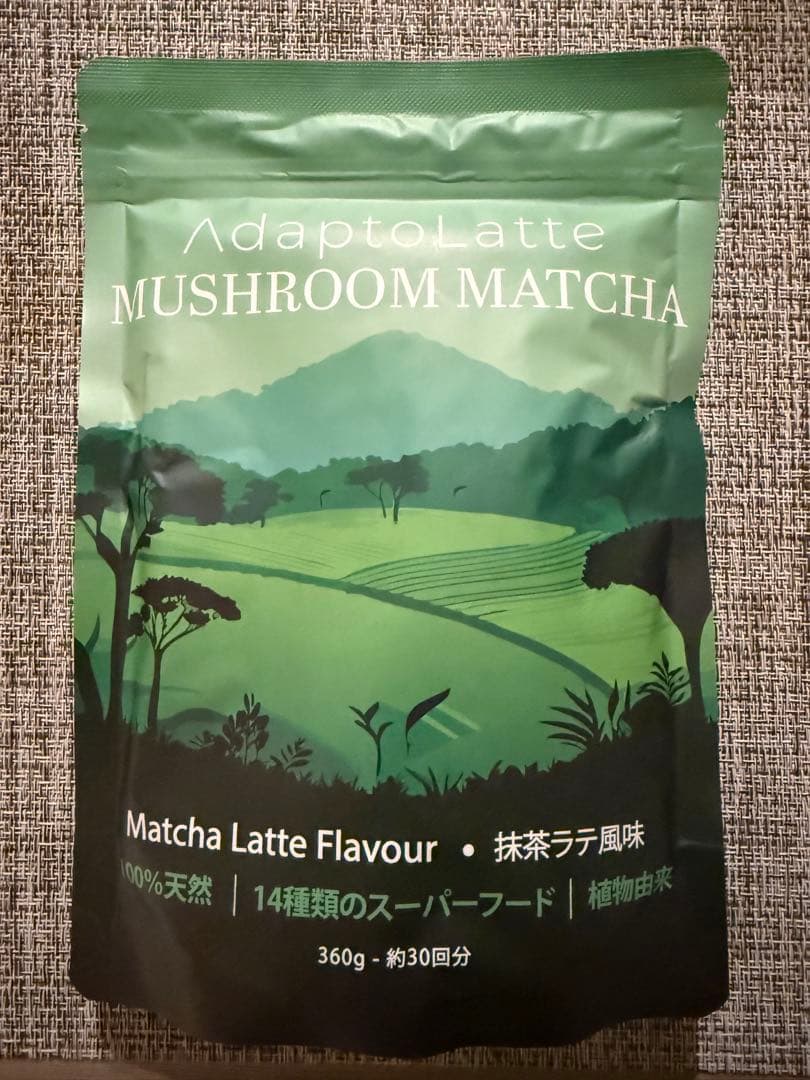 AdaptoLatte
MUSHROOM MATCHA
Matcha Latte Flavour • 抹茶ラテ風味
100%天然 | 14種類のスーパーフード | 植物由来
360g - 約30回分